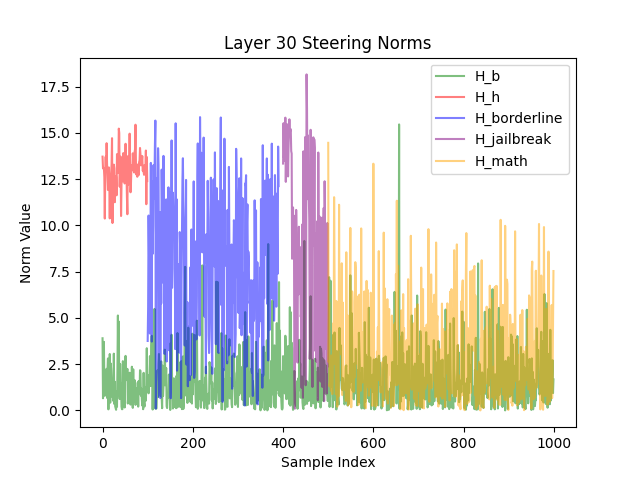 Layer 30 Steering Norms
H_b
H_h
H_borderline
H_jailbreak
H_math
Norm Value
17.5
15.0
12.5
10.0
7.5
5.0
2.5
0.0
0
200
400
600
800
1000
Sample Index